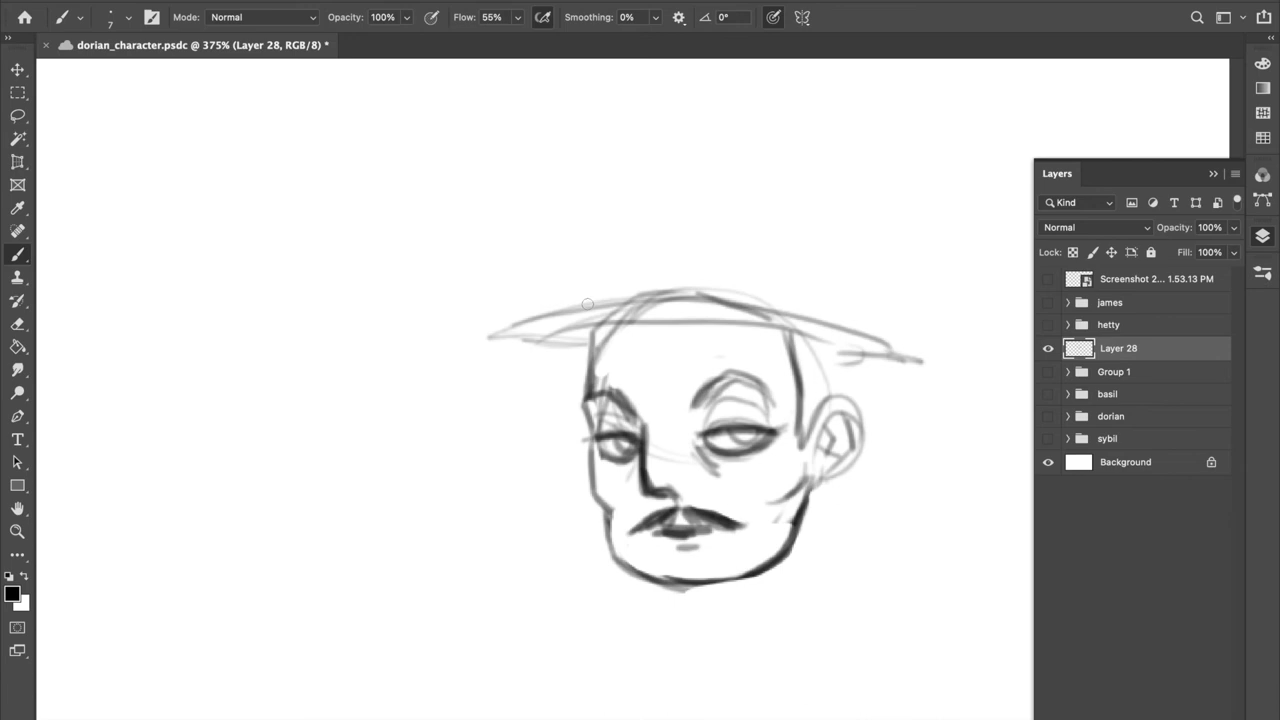 7 Mode: Normal Opacity: 100% Flow: 55% Smoothing: 0% 0°
× dorian_character.psdc @ 375% (Layer 28, RGB/8) *
Layers
Kind
Normal Opacity: 100%
Lock: Fill: 100%
Screenshot 2... 1.53.13 PM
james
hetty
Layer 28
Group 1
basil
dorian
sybil
Background